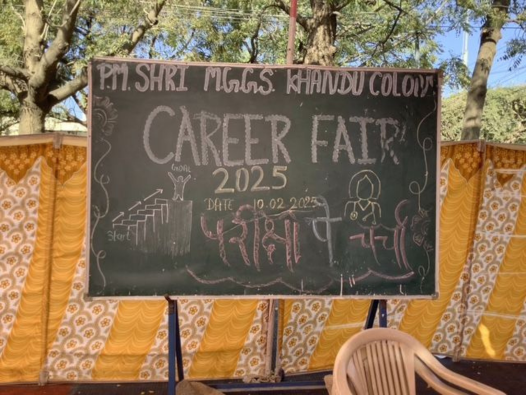 P.M. SHRI MGGS. KHANDU COLONY
CAREER FAIR
2025
DATE 10.02.2025
GOAL
Start
परीक्षा पे चर्चा